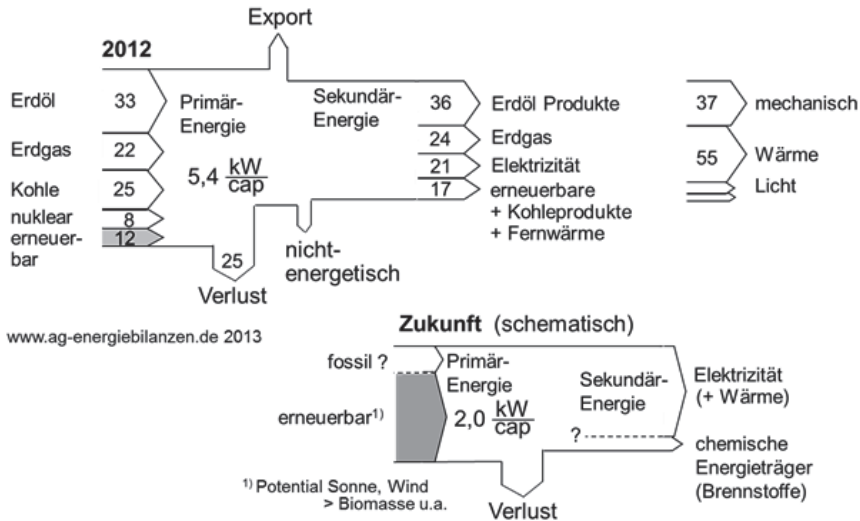 Export
2012
Erdöl 33 Primär-Energie Sekundär-Energie 36 Erdöl Produkte 37 mechanisch
Erdgas 22 24 Erdgas 55 Wärme
5,4 kW/cap 21 Elektrizität Licht
Kohle 25 17 erneuerbare
nuklear 8 + Kohleprodukte
erneuer- 12 + Fernwärme
bar 25 nicht-
energetisch
Verlust
www.ag-energiebilanzen.de 2013
Zukunft (schematisch)
fossil ? Primär-
Energie Sekundär-
Energie Elektrizität
(+ Wärme)
erneuerbar1) 2,0 kW/cap
? chemische
Energieträger
(Brennstoffe)
1) Potential Sonne, Wind
> Biomasse u.a.
Verlust